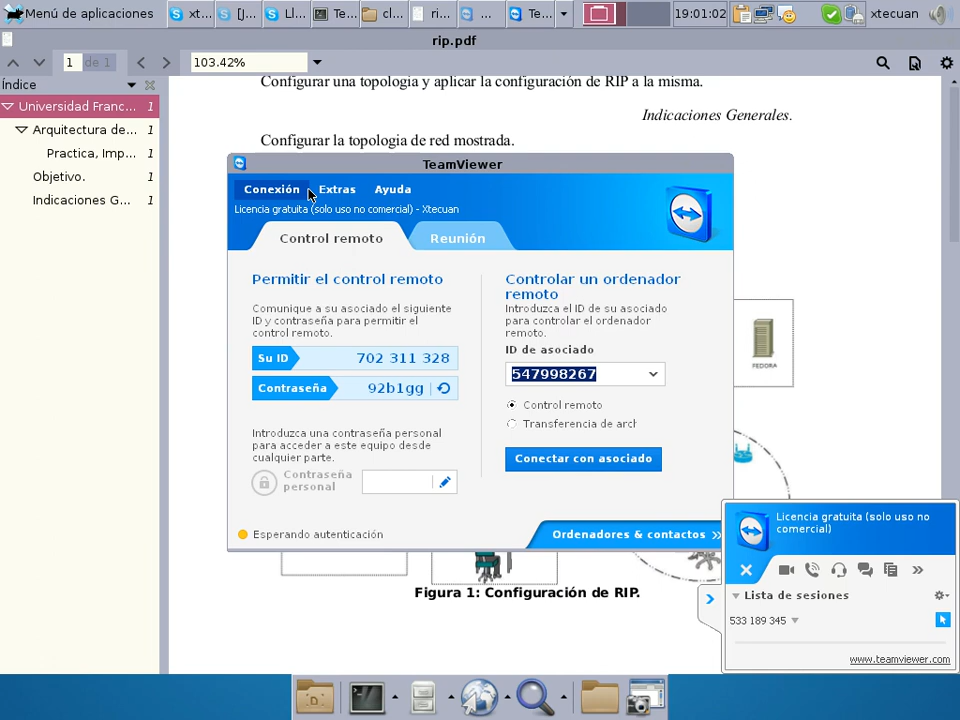 Menú de aplicaciones
xt...
[J...
Ll...
Te...
cl...
ri...
...
Te...
19:01:02
xtecuan
rip.pdf
1 de 1
103.42%
Índice
Universidad Franc... 1
Arquitectura de... 1
Practica, Imp... 1
Objetivo. 1
Indicaciones G... 1
Configurar una topologia y aplicar la configuración de RIP a la misma.
Indicaciones Generales.
Configurar la topologia de red mostrada.
TeamViewer
Conexión Extras Ayuda
Licencia gratuita (solo uso no comercial) - Xtecuan
Control remoto
Reunión
Permitir el control remoto
Comunique a su asociado el siguiente
ID y contraseña para permitir el
control remoto.
Su ID 702 311 328
Contraseña 92b1gg
Introduzca una contraseña personal
para acceder a este equipo desde
cualquier parte.
Contraseña
personal
Controlar un ordenador
remoto
Introduzca el ID de su asociado
para controlar el ordenador
remoto.
ID de asociado
547998267
Control remoto
Transferencia de arch
Conectar con asociado
Esperando autenticación
Ordenadores & contactos
FEDORA
Figura 1: Configuración de RIP.
Licencia gratuita (solo uso no
comercial)
Lista de sesiones
533 189 345
www.teamviewer.com
D